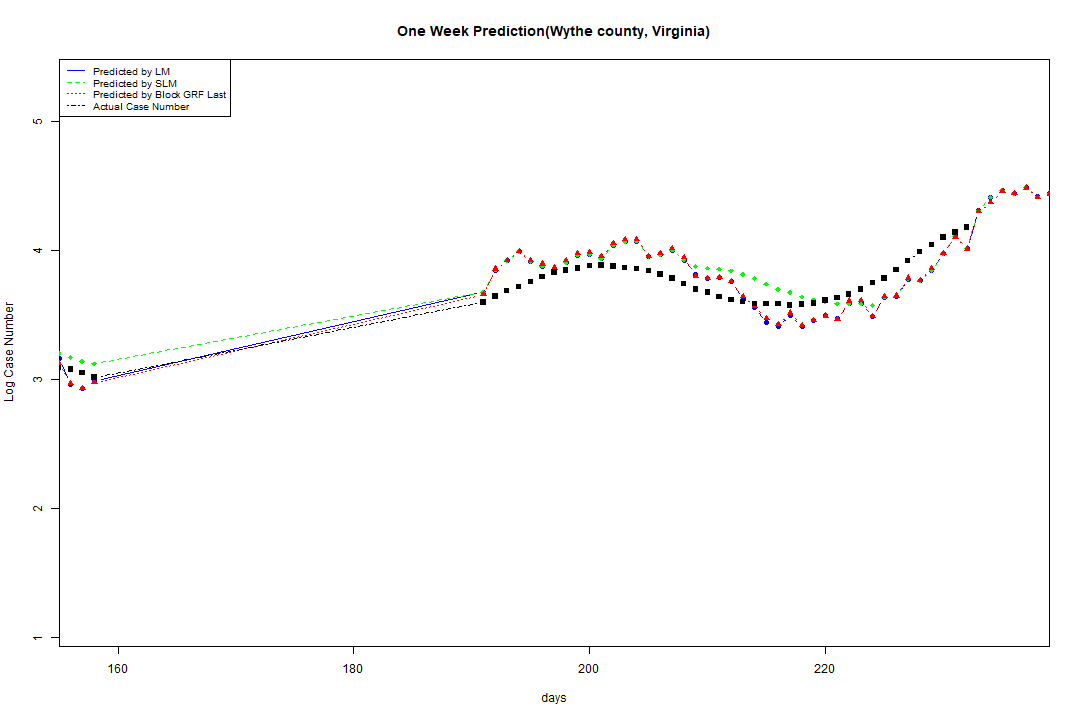 One Week Prediction(Wythe county, Virginia)
Predicted by LM
Predicted by SLM
Predicted by Block GRF Last
Actual Case Number
5
4
3
2
1
Log Case Number
160
180
200
220
days